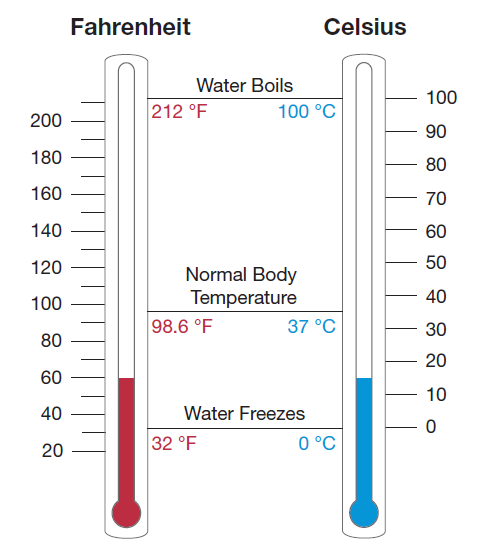 Fahrenheit
Celsius
Water Boils
212 °F
100 °C
200
180
160
140
120
100
80
60
40
20
Normal Body
Temperature
98.6 °F
37 °C
Water Freezes
32 °F
0 °C
100
90
80
70
60
50
40
30
20
10
0